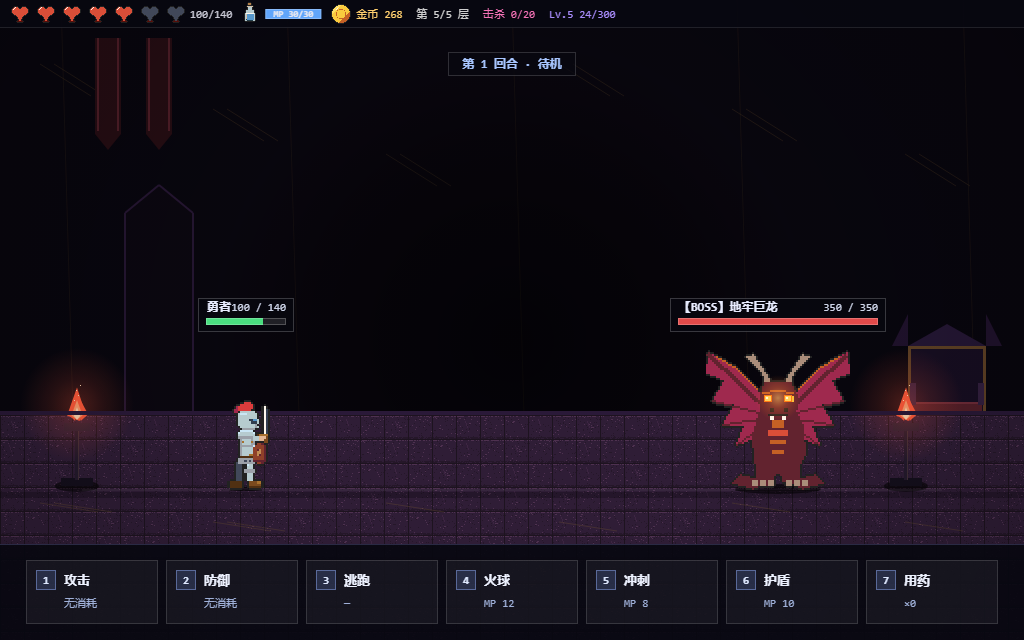 100/140 MP 30/30 金币 268 第 5/5 层 击杀 0/20 Lv.5 24/300
第 1 回合 · 待机
勇者100 / 140
【BOSS】地牢巨龙 350 / 350
1 攻击
无消耗
2 防御
无消耗
3 逃跑
—
4 火球
MP 12
5 冲刺
MP 8
6 护盾
MP 10
7 用药
×0